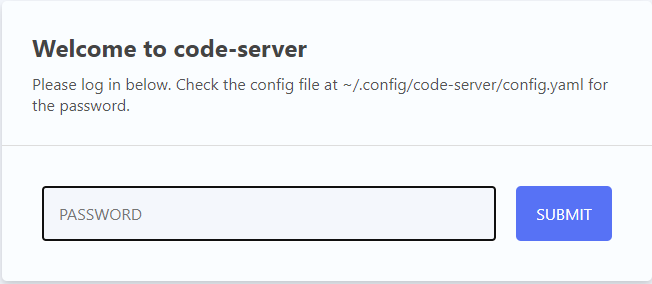 Welcome to code-server
Please log in below. Check the config file at ~/.config/code-server/config.yaml for
the password.
PASSWORD
SUBMIT